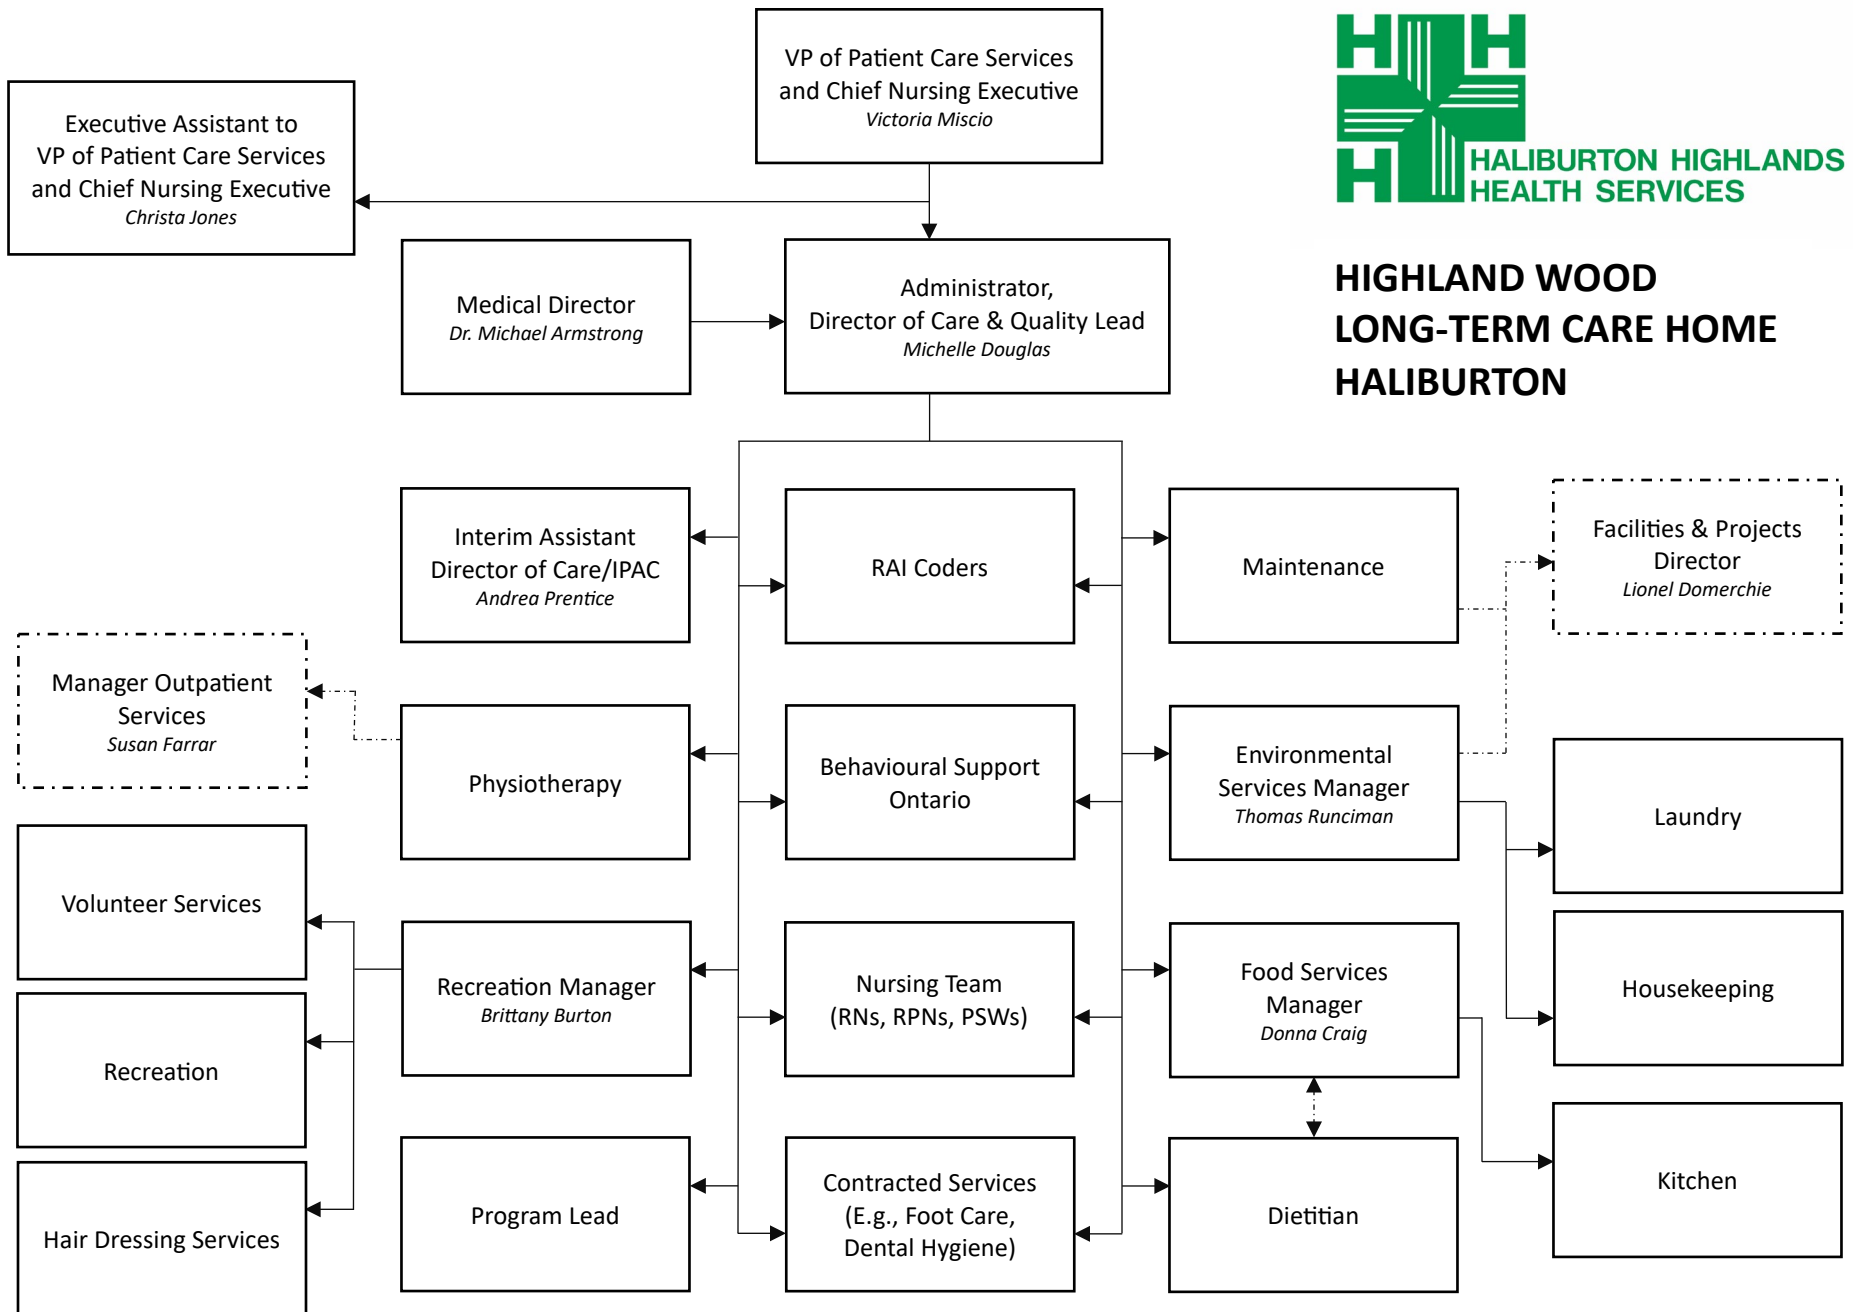 VP of Patient Care Services
and Chief Nursing Executive
Victoria Miscio
Executive Assistant to
VP of Patient Care Services
and Chief Nursing Executive
Christa Jones
HALIBURTON HIGHLANDS
HEALTH SERVICES
HIGHLAND WOOD
LONG-TERM CARE HOME
HALIBURTON
Medical Director
Dr. Michael Armstrong
Administrator,
Director of Care & Quality Lead
Michelle Douglas
Interim Assistant
Director of Care/IPAC
Andrea Prentice
RAI Coders
Maintenance
Facilities & Projects
Director
Lionel Domerchie
Manager Outpatient
Services
Susan Farrar
Physiotherapy
Behavioural Support
Ontario
Environmental
Services Manager
Thomas Runciman
Laundry
Volunteer Services
Recreation Manager
Brittany Burton
Nursing Team
(RNs, RPNs, PSWs)
Food Services
Manager
Donna Craig
Housekeeping
Recreation
Hair Dressing Services
Program Lead
Contracted Services
(E.g., Foot Care,
Dental Hygiene)
Dietitian
Kitchen